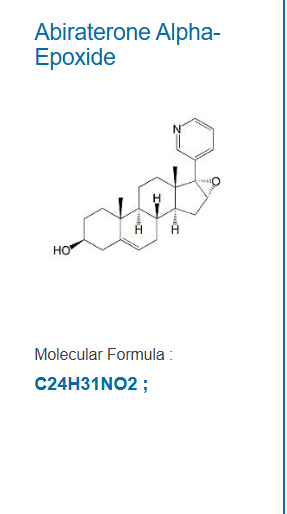 Abiraterone Alpha-
Epoxide
N
O
H
H
H
HO
Molecular Formula :
C24H31NO2 ;